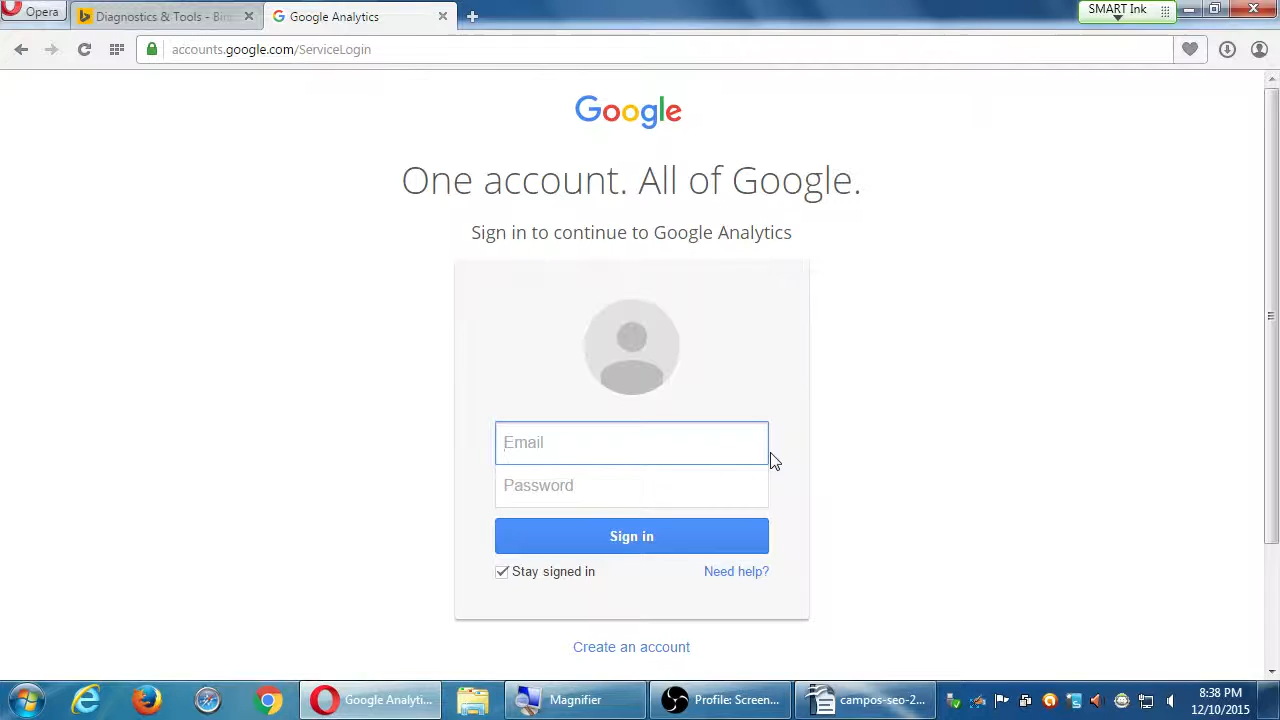 Opera
Diagnostics & Tools - Bin
Google Analytics
SMART Ink
accounts.google.com/ServiceLogin
Google
One account. All of Google.
Sign in to continue to Google Analytics
Email
Password
Sign in
Stay signed in
Need help?
Create an account
Google Analyti...
Magnifier
Profile: Screen...
campos-seo-2...
8:38 PM
12/10/2015